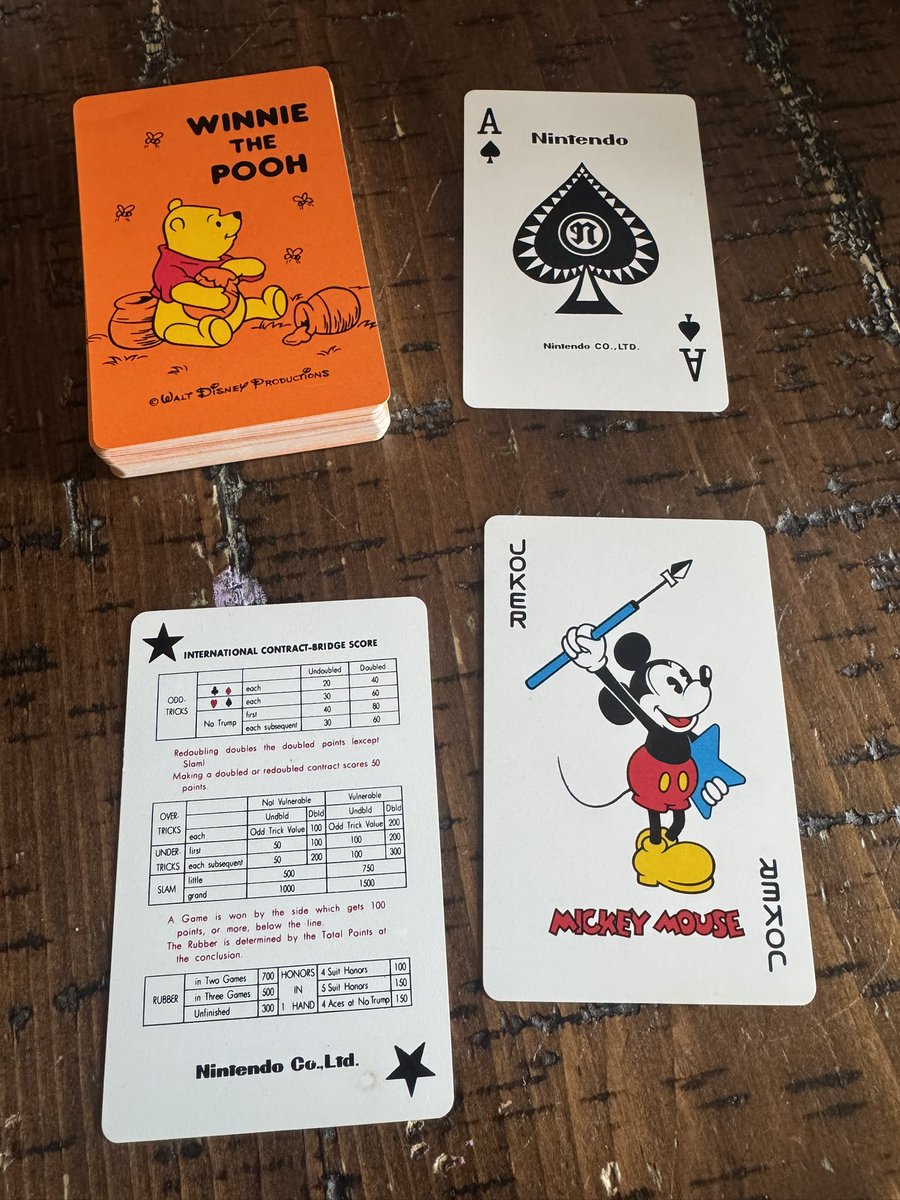 WINNIE
THE
POOH
©WALT DISNEY PRODUCTIONS
A
Nintendo
n
Nintendo CO.,LTD.
A
INTERNATIONAL CONTRACT-BRIDGE SCORE
Undoubled Doubled
ODD-TRICKS ♣ ♦ each 20 40
♥ ♠ each 30 60
No Trump first 40 80
each subsequent 30 60
Redoubling doubles the doubled points (except
Slam)
Making a doubled or redoubled contract scores 50
points.
Not Vulnerable Vulnerable
Undbld Dbld Undbld Dbld
OVER-TRICKS each Odd Trick Value 100 Odd Trick Value 200
UNDER-TRICKS first 50 100 100 200
each subsequent 50 200 100 300
SLAM little 500 750
grand 1000 1500
A Game is won by the side which gets 100
points, or more, below the line.
The Rubber is determined by the Total Points at
the conclusion.
RUBBER in Two Games 700 HONORS IN 1 HAND 4 Suit Honors 100
in Three Games 500 5 Suit Honors 150
Unfinished 300 4 Aces at No Trump 150
Nintendo Co.,Ltd.
JOKER
MICKEY MOUSE
JOKER